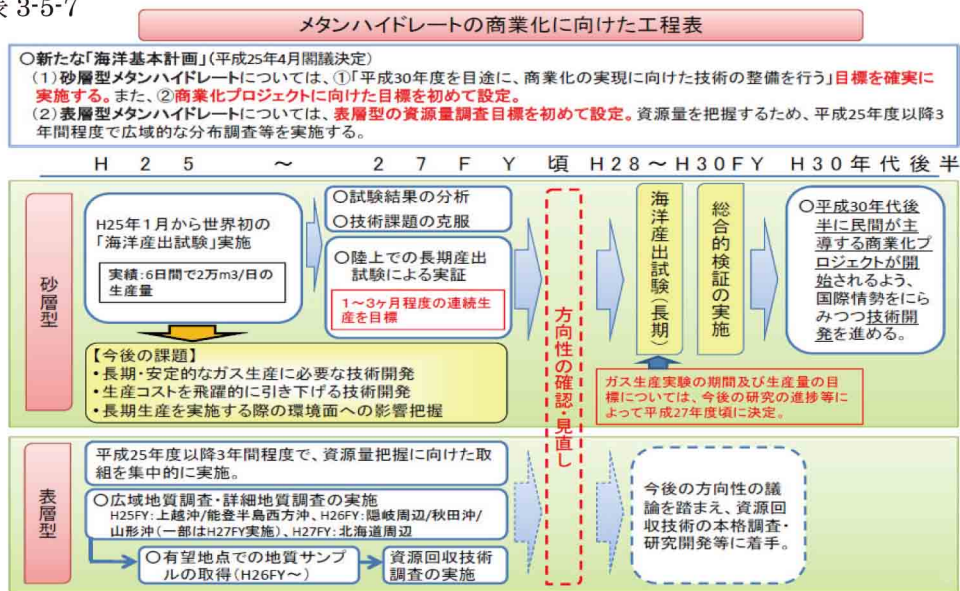 表 3-5-7
メタンハイドレートの商業化に向けた工程表
○新たな「海洋基本計画」(平成25年4月閣議決定)
(1)砂層型メタンハイドレートについては、①「平成30年度を目途に、商業化の実現に向けた技術の整備を行う」目標を確実に
実施する。また、②商業化プロジェクトに向けた目標を初めて設定。
(2)表層型メタンハイドレートについては、表層型の資源量調査目標を初めて設定。資源量を把握するため、平成25年度以降3
年間程度で広域的な分布調査等を実施する。
H25～27FY頃 H28～H30FY H30年代後半
砂層型
H25年1月から世界初の
「海洋産出試験」実施
実績:6日間で2万m3/日の
生産量
○試験結果の分析
○技術課題の克服
○陸上での長期産出
試験による実証
1～3ヶ月程度の連続生
産を目標
【今後の課題】
・長期・安定的なガス生産に必要な技術開発
・生産コストを飛躍的に引き下げる技術開発
・長期生産を実施する際の環境面への影響把握
方向性の確認・見直し
海洋産出試験(長期)
総合的検証の実施
ガス生産実験の期間及び生産量の目
標については、今後の研究の進捗等に
よって平成27年度頃に決定。
○平成30年代後
半に民間が主
導する商業化プ
ロジェクトが開
始されるよう、
国際情勢をにら
みつつ技術開
発を進める。
表層型
平成25年度以降3年間程度で、資源量把握に向けた取
組を集中的に実施。
○広域地質調査・詳細地質調査の実施
H25FY:上越沖/能登半島西方沖、H26FY:隠岐周辺/秋田沖/
山形沖(一部はH27FY実施)、H27FY:北海道周辺
○有望地点での地質サン
プルの取得(H26FY～)
資源回収技術
調査の実施
今後の方向性の議
論を踏まえ、資源回
収技術の本格調査・
研究開発等に着手。